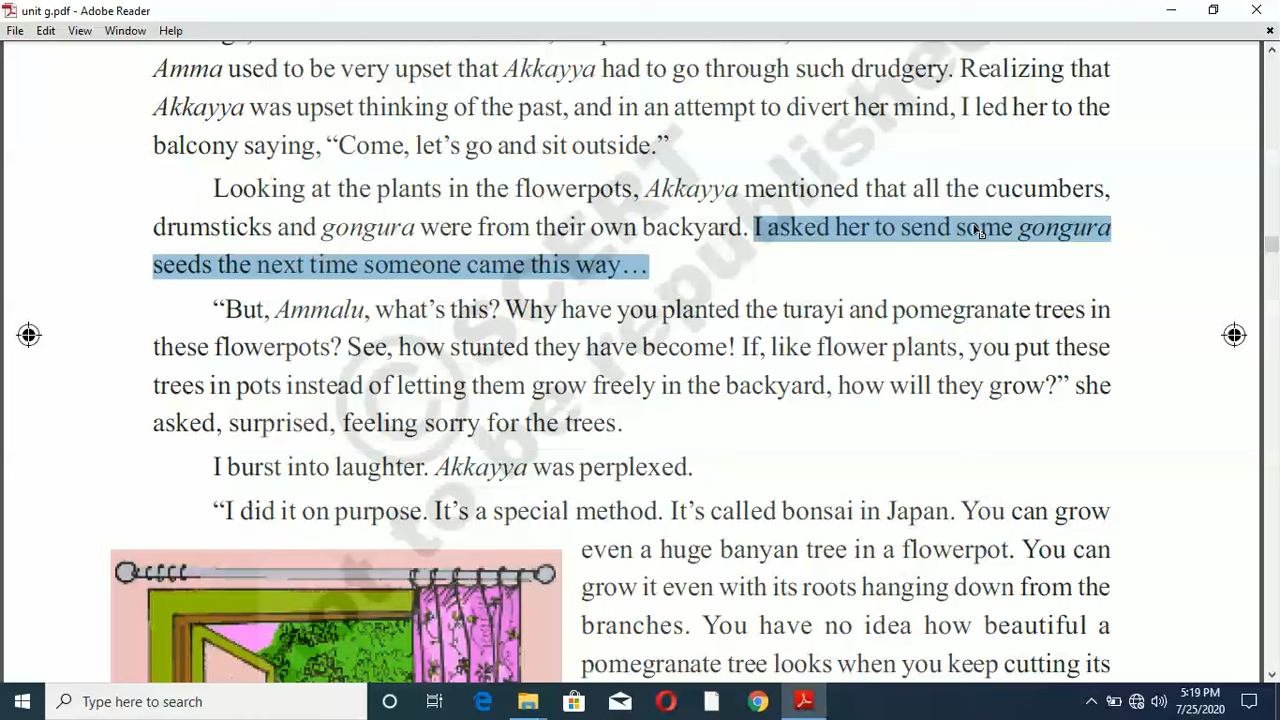 unit g.pdf - Adobe Reader
File Edit View Window Help
Amma used to be very upset that Akkayya had to go through such drudgery. Realizing that
Akkayya was upset thinking of the past, and in an attempt to divert her mind, I led her to the
balcony saying, “Come, let’s go and sit outside.”
Looking at the plants in the flowerpots, Akkayya mentioned that all the cucumbers,
drumsticks and gongura were from their own backyard. I asked her to send some gongura
seeds the next time someone came this way…
“But, Ammalu, what’s this? Why have you planted the turayi and pomegranate trees in
these flowerpots? See, how stunted they have become! If, like flower plants, you put these
trees in pots instead of letting them grow freely in the backyard, how will they grow?” she
asked, surprised, feeling sorry for the trees.
I burst into laughter. Akkayya was perplexed.
“I did it on purpose. It’s a special method. It’s called bonsai in Japan. You can grow
even a huge banyan tree in a flowerpot. You can
grow it even with its roots hanging down from the
branches. You have no idea how beautiful a
pomegranate tree looks when you keep cutting its
© SCERT
not to be republished
Type here to search
5:19 PM
7/25/2020